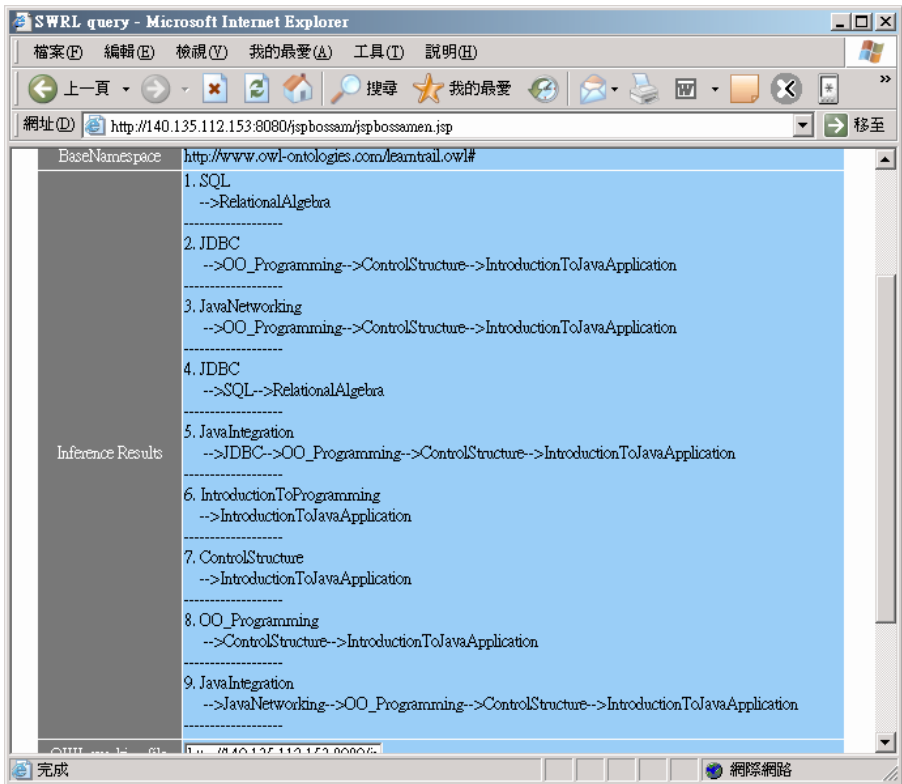 SWRL query - Microsoft Internet Explorer
檔案(F) 編輯(E) 檢視(V) 我的最愛(A) 工具(T) 說明(H)
上一頁 搜尋 我的最愛 »
網址(D) http://140.135.112.153:8080/jspbossam/jspbossamen.jsp 移至
BaseNamespace http://www.owl-ontologies.com/learntrail.owl#
1. SQL
-->RelationalAlgebra
-------------------
2. JDBC
-->OO_Programming-->ControlStructure-->IntroductionToJavaApplication
-------------------
3. JavaNetworking
-->OO_Programming-->ControlStructure-->IntroductionToJavaApplication
-------------------
4. JDBC
-->SQL-->RelationalAlgebra
-------------------
Inference Results
5. JavaIntegration
-->JDBC-->OO_Programming-->ControlStructure-->IntroductionToJavaApplication
-------------------
6. IntroductionToProgramming
-->IntroductionToJavaApplication
-------------------
7. ControlStructure
-->IntroductionToJavaApplication
-------------------
8. OO_Programming
-->ControlStructure-->IntroductionToJavaApplication
-------------------
9. JavaIntegration
-->JavaNetworking-->OO_Programming-->ControlStructure-->IntroductionToJavaApplication
-------------------
完成 網際網路